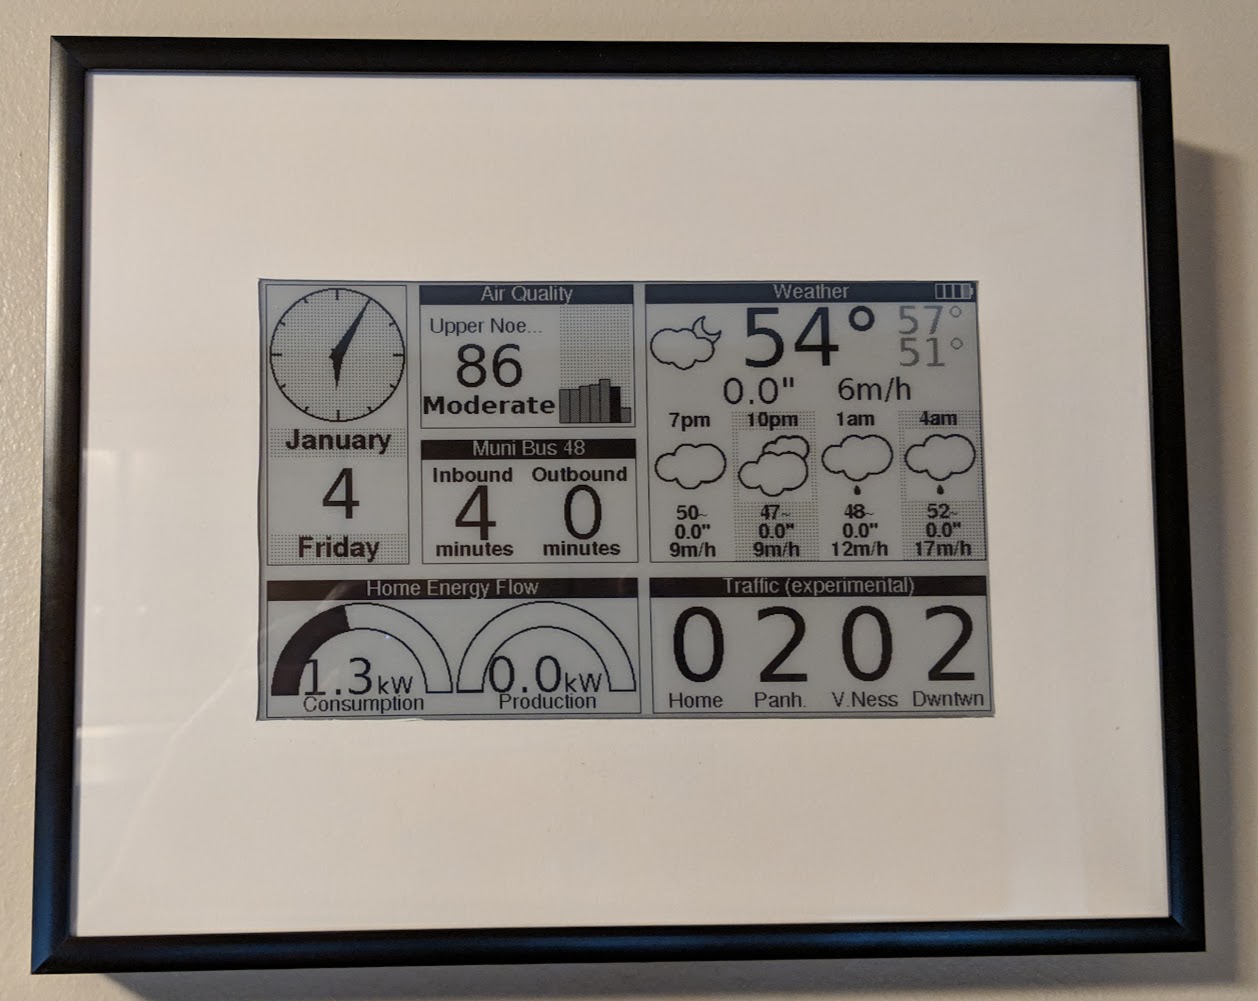 January
4
Friday
Air Quality
Upper Noe...
86
Moderate
Muni Bus 48
Inbound Outbound
4 0
minutes minutes
Weather
54° 57°
51°
0.0" 6m/h
7pm 10pm 1am 4am
50~ 47~ 48~ 52~
0.0" 0.0" 0.0" 0.0"
9m/h 9m/h 12m/h 17m/h
Home Energy Flow
1.3kW 0.0kW
Consumption Production
Traffic (experimental)
0 2 0 2
Home Panh. V.Ness Dwntwn